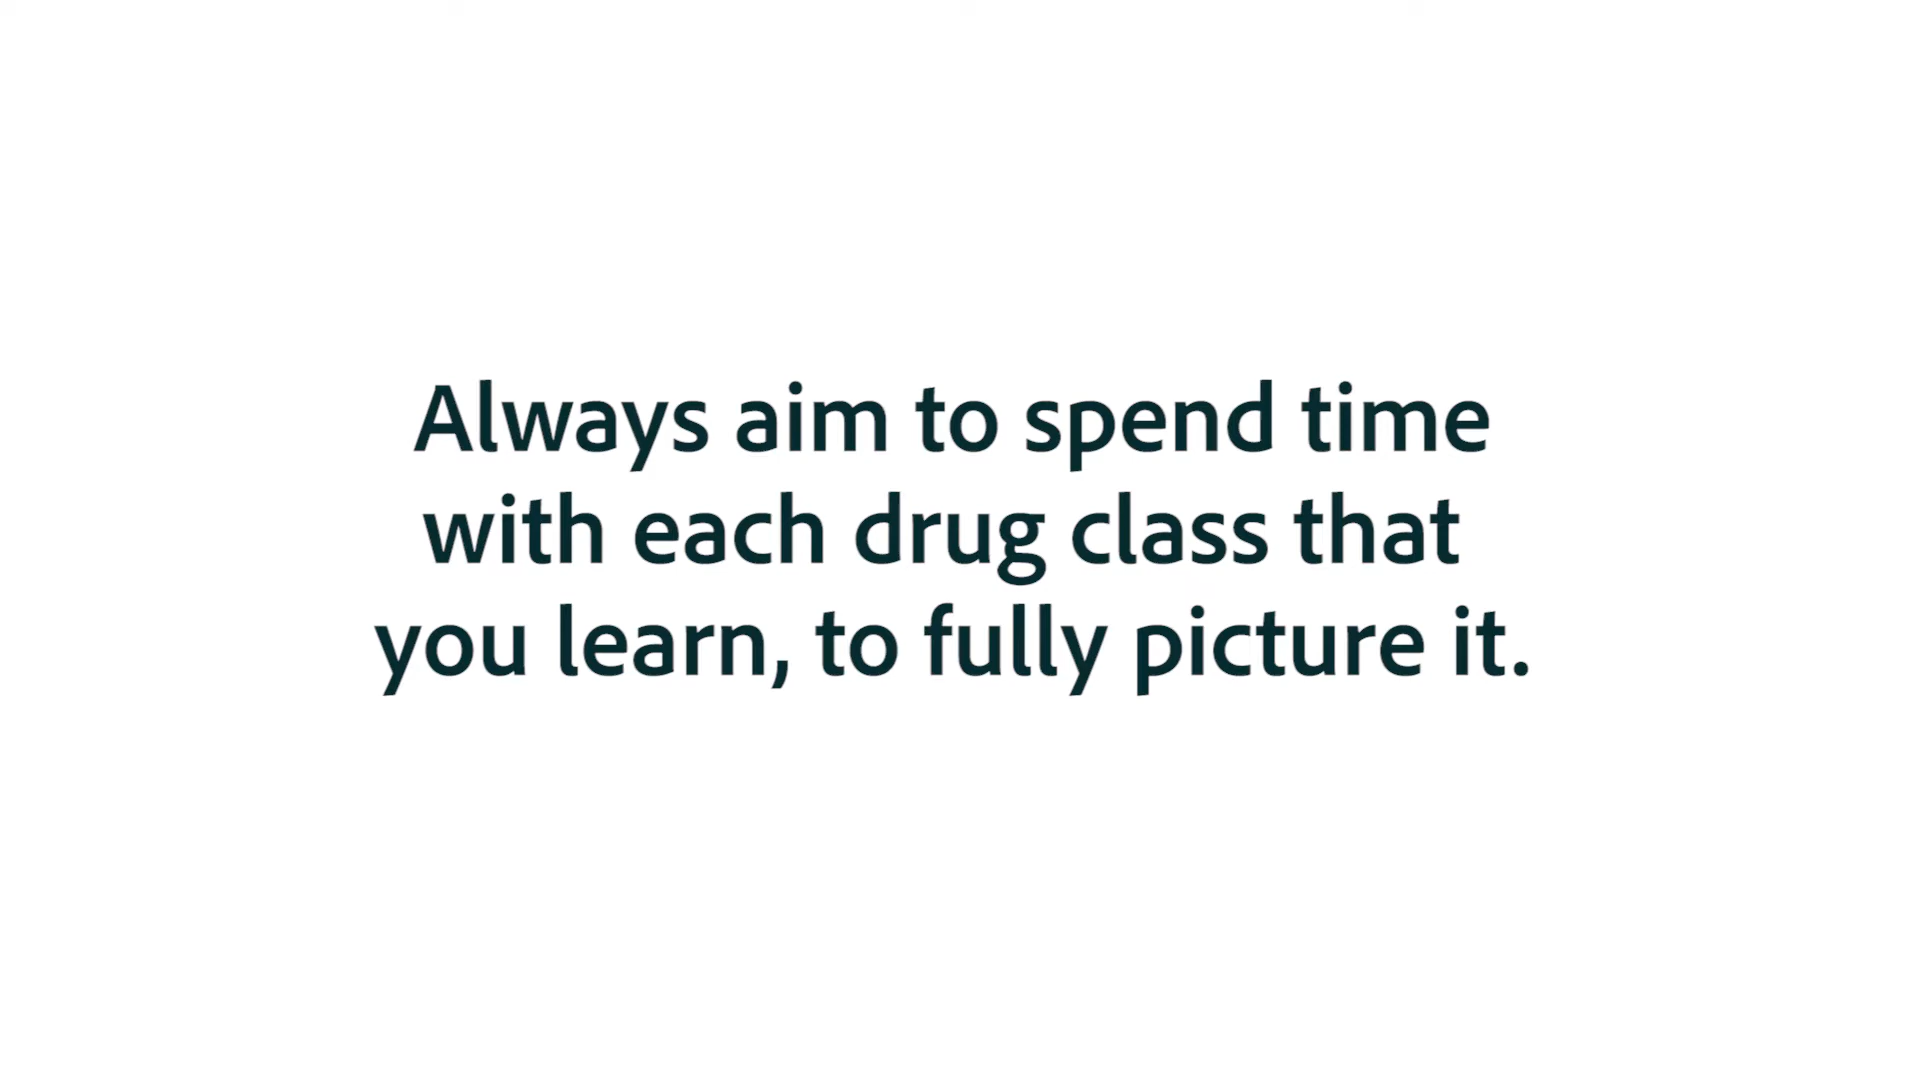 Always aim to spend time
with each drug class that
you learn, to fully picture it.